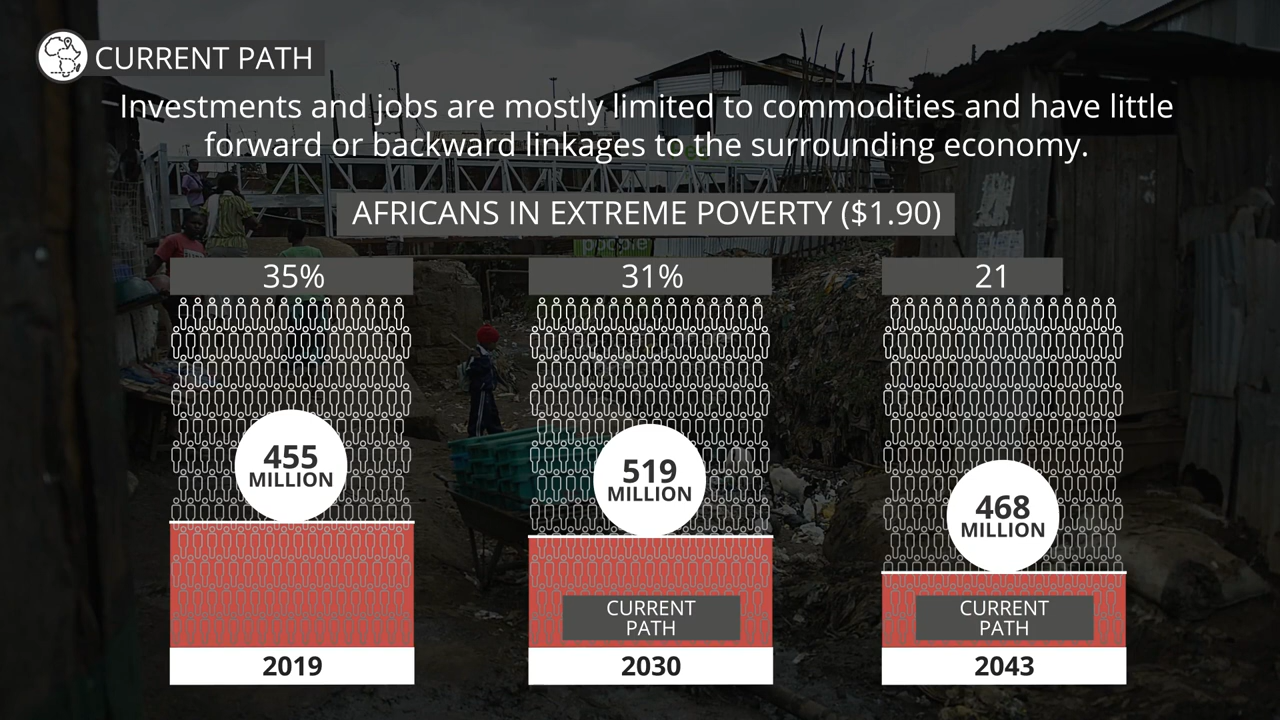 CURRENT PATH
Investments and jobs are mostly limited to commodities and have little
forward or backward linkages to the surrounding economy.
AFRICANS IN EXTREME POVERTY ($1.90)
people
35%
31%
21
455
MILLION
519
MILLION
468
MILLION
CURRENT
PATH
CURRENT
PATH
2019
2030
2043